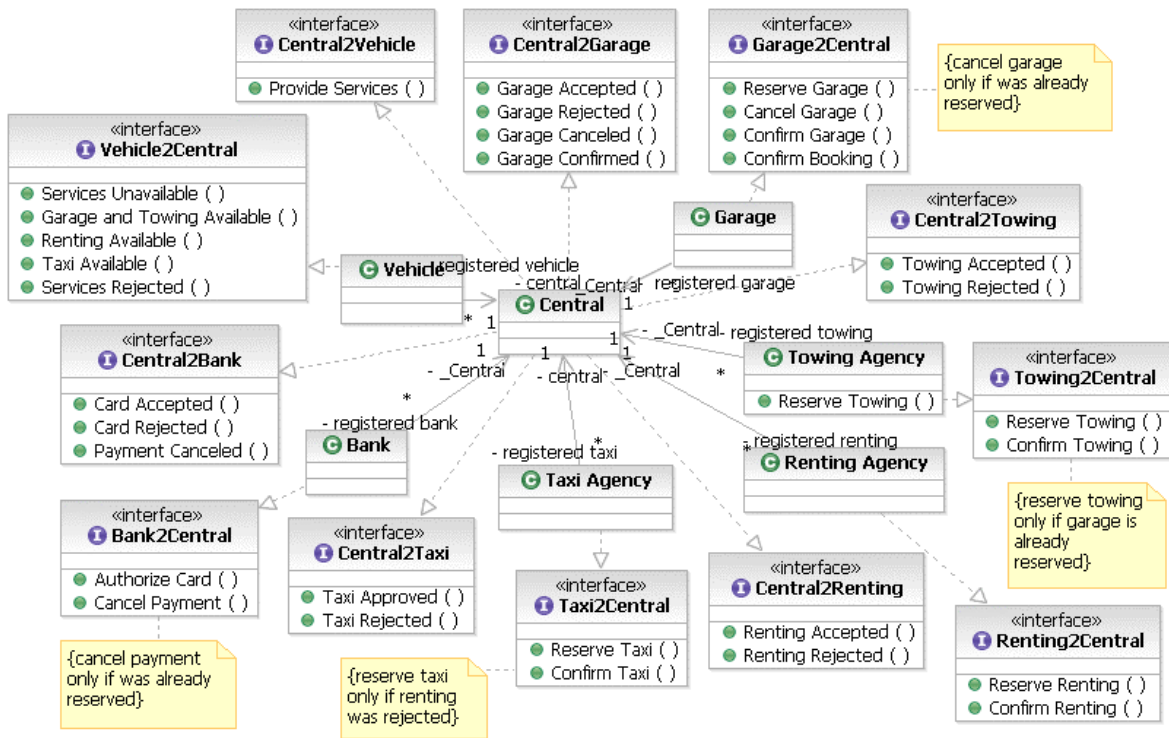 «interface»
Central2Vehicle
Provide Services ( )
«interface»
Central2Garage
Garage Accepted ( )
Garage Rejected ( )
Garage Canceled ( )
Garage Confirmed ( )
«interface»
Garage2Central
Reserve Garage ( )
Cancel Garage ( )
Confirm Garage ( )
Confirm Booking ( )
{cancel garage
only if was already
reserved}
«interface»
Vehicle2Central
Services Unavailable ( )
Garage and Towing Available ( )
Renting Available ( )
Taxi Available ( )
Services Rejected ( )
Garage
«interface»
Central2Towing
Towing Accepted ( )
Towing Rejected ( )
Vehicle
- registered vehicle
- central
- _Central
- registered garage
Central
1
*
1
«interface»
Central2Bank
Card Accepted ( )
Card Rejected ( )
Payment Canceled ( )
1
- _Central
1
- central
1
- _Central
1
- _Central
- registered towing
*
Towing Agency
Reserve Towing ( )
«interface»
Towing2Central
Reserve Towing ( )
Confirm Towing ( )
*
- registered bank
Bank
*
- registered taxi
Taxi Agency
- registered renting
*
Renting Agency
{reserve towing
only if garage is
already
reserved}
«interface»
Bank2Central
Authorize Card ( )
Cancel Payment ( )
«interface»
Central2Taxi
Taxi Approved ( )
Taxi Rejected ( )
«interface»
Taxi2Central
Reserve Taxi ( )
Confirm Taxi ( )
«interface»
Central2Renting
Renting Accepted ( )
Renting Rejected ( )
«interface»
Renting2Central
Reserve Renting ( )
Confirm Renting ( )
{cancel payment
only if was already
reserved}
{reserve taxi
only if renting
was rejected}